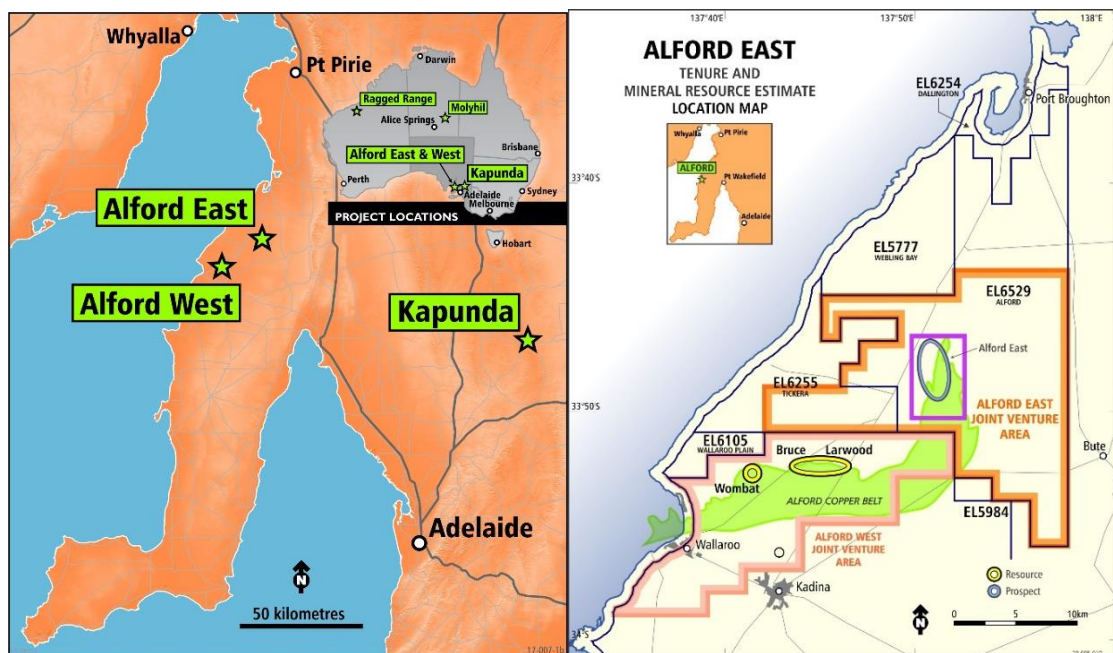 Whyalla
Pt Pirie
Darwin
Ragged Range
Molyhil
Alice Springs
Alford East & West
Brisbane
Kapunda
Perth
Adelaide
Sydney
Melbourne
PROJECT LOCATIONS
Hobart
Alford East
Alford West
Kapunda
Adelaide
N
50 kilometres
17-007-1b
137°40'E
137°50'E
ALFORD EAST
TENURE AND
MINERAL RESOURCE ESTIMATE
LOCATION MAP
Whyalla
Pt Pirie
ALFORD
Pt Wakefield
Adelaide
EL6254
DALLINGTON
Port Broughton
33°40'
EL5777
WEBLING BAY
EL6529
ALFORD
Alford East
EL6255
TICKERA
33°50'
ALFORD EAST
JOINT VENTURE
AREA
EL6105
WALLAROO PLAIN
Bruce
Larwood
Bute
Wombat
ALFORD COPPER BELT
EL5984
Wallaroo
ALFORD WEST
JOINT VENTURE
AREA
Kadina
Resource
Prospect
N
0 5 10km
34°S